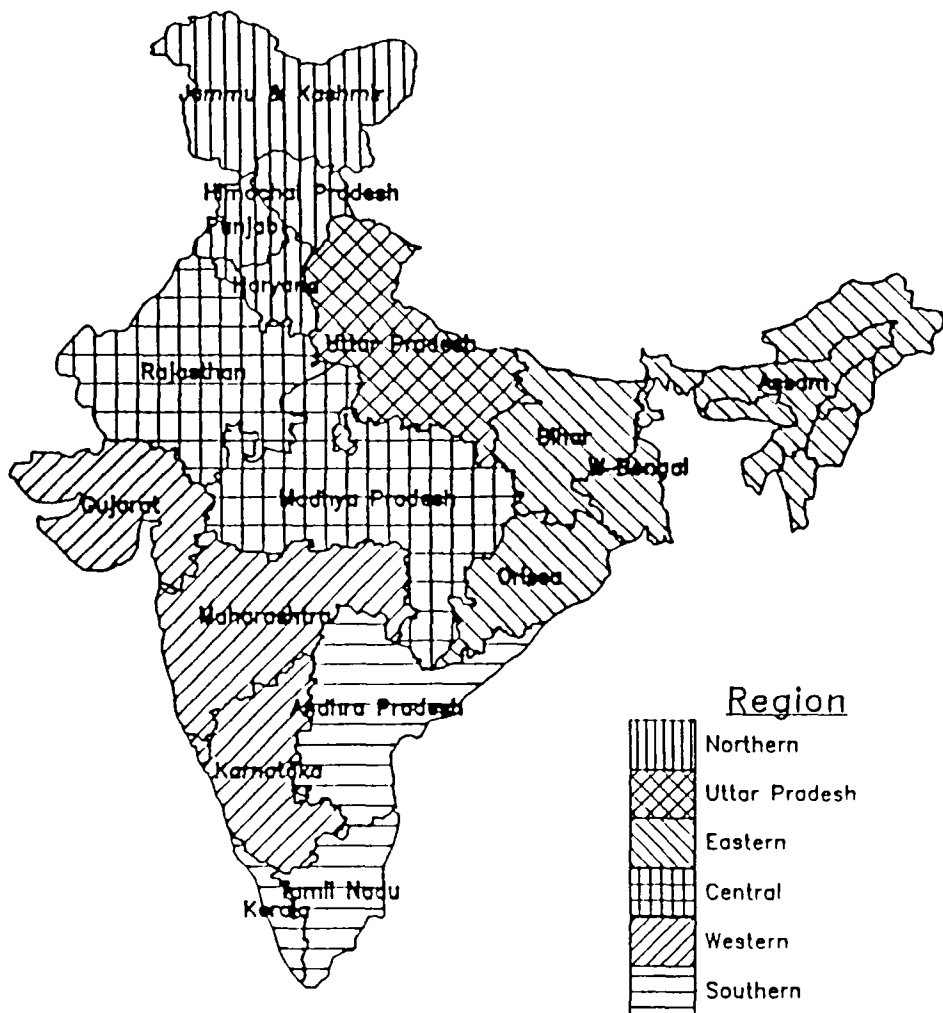 Jammu & Kashmir
Himachal Pradesh
Punjab
Haryana
Uttar Pradesh
Rajasthan
Assam
Bihar
W Bengal
Gujarat
Madhya Pradesh
Orissa
Maharashtra
Andhra Pradesh
Karnataka
Tamil Nadu
Kerala
Region
Northern
Uttar Pradesh
Eastern
Central
Western
Southern